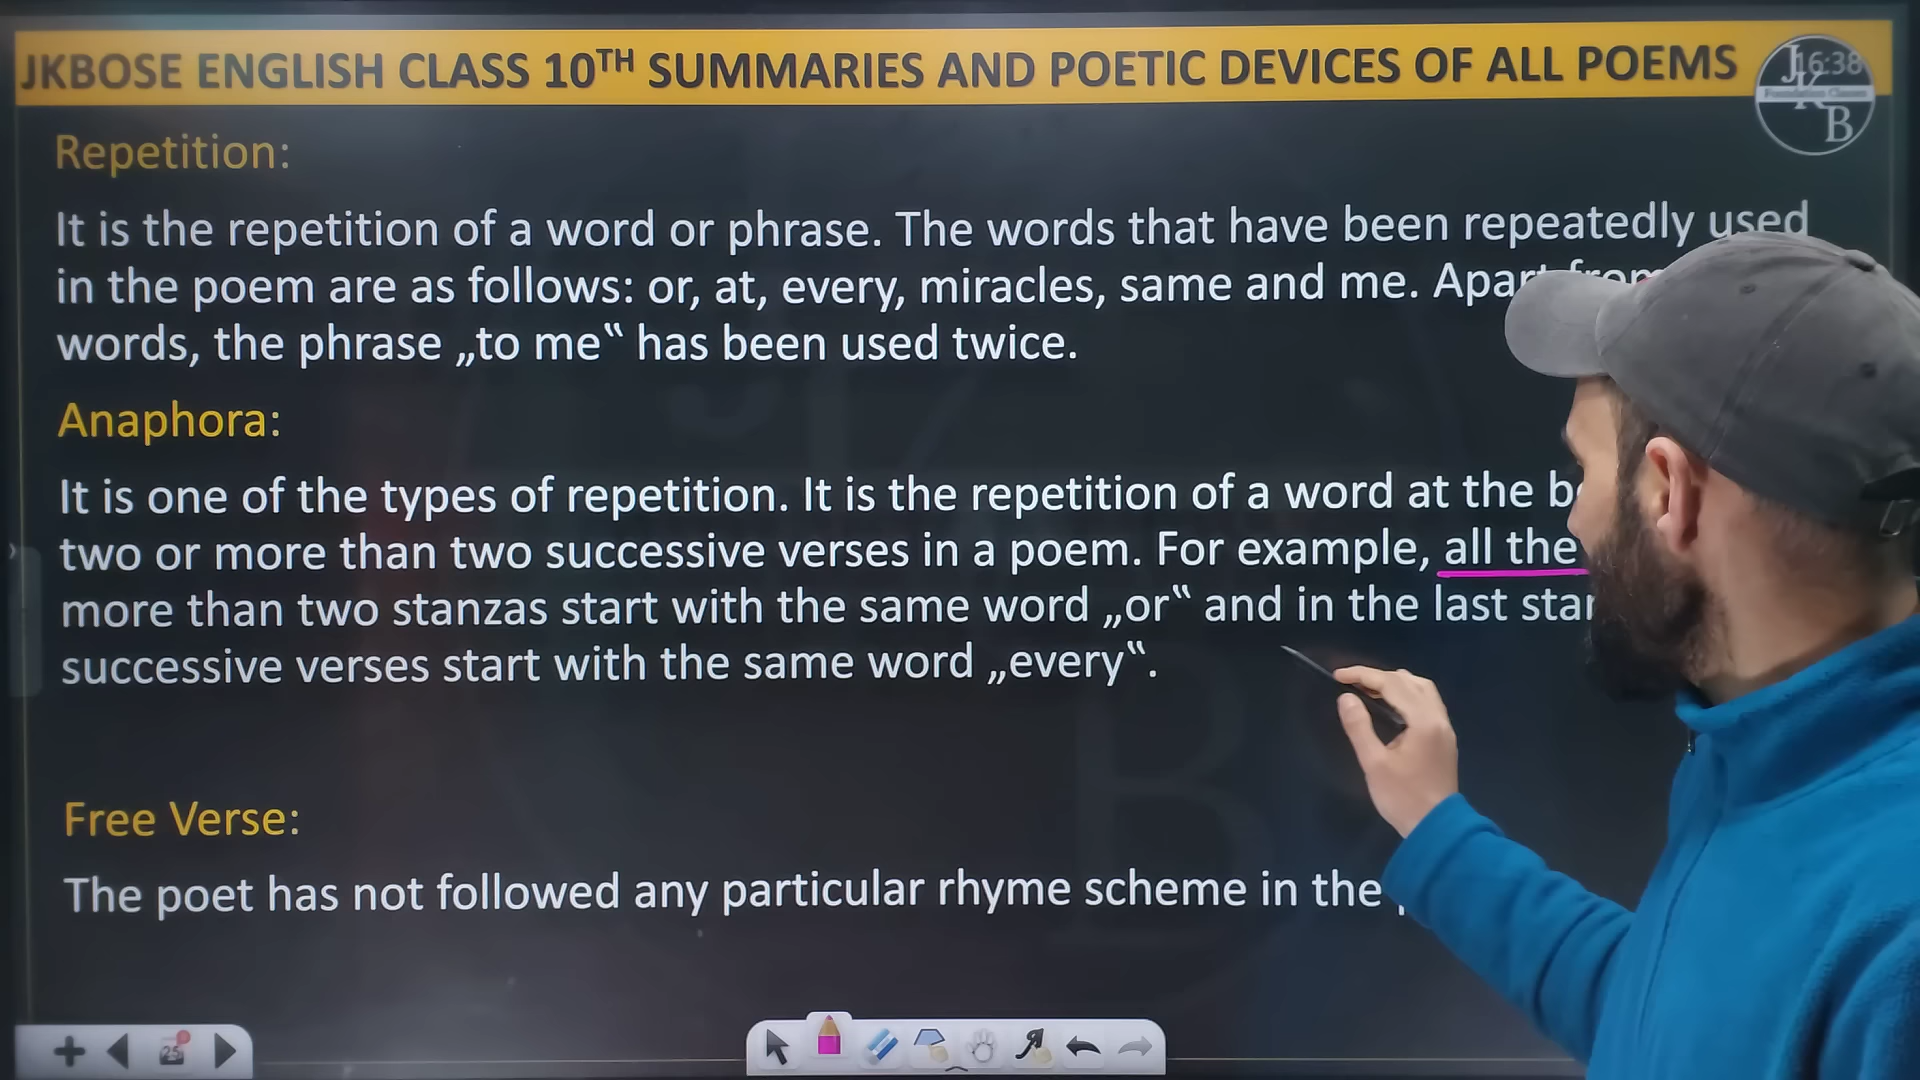 JKBOSE ENGLISH CLASS 10TH SUMMARIES AND POETIC DEVICES OF ALL POEMS
16:38
JK
Foundation Classes
B
Repetition:
It is the repetition of a word or phrase. The words that have been repeatedly used
in the poem are as follows: or, at, every, miracles, same and me. Apart from
words, the phrase „to me‟ has been used twice.
Anaphora:
It is one of the types of repetition. It is the repetition of a word at the
two or more than two successive verses in a poem. For example, all the
more than two stanzas start with the same word „or‟ and in the last
successive verses start with the same word „every‟.
Free Verse:
The poet has not followed any particular rhyme scheme in the
25